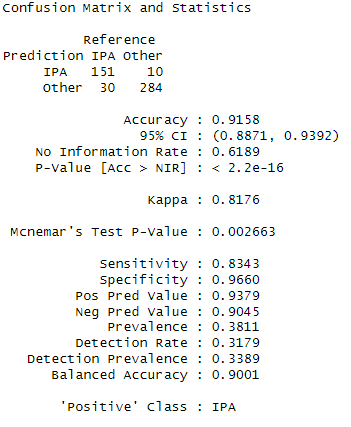 Confusion Matrix and Statistics
Reference
Prediction IPA Other
IPA 151 10
Other 30 284
Accuracy : 0.9158
95% CI : (0.8871, 0.9392)
No Information Rate : 0.6189
P-Value [Acc > NIR] : < 2.2e-16
Kappa : 0.8176
Mcnemar's Test P-Value : 0.002663
Sensitivity : 0.8343
Specificity : 0.9660
Pos Pred Value : 0.9379
Neg Pred Value : 0.9045
Prevalence : 0.3811
Detection Rate : 0.3179
Detection Prevalence : 0.3389
Balanced Accuracy : 0.9001
'Positive' Class : IPA